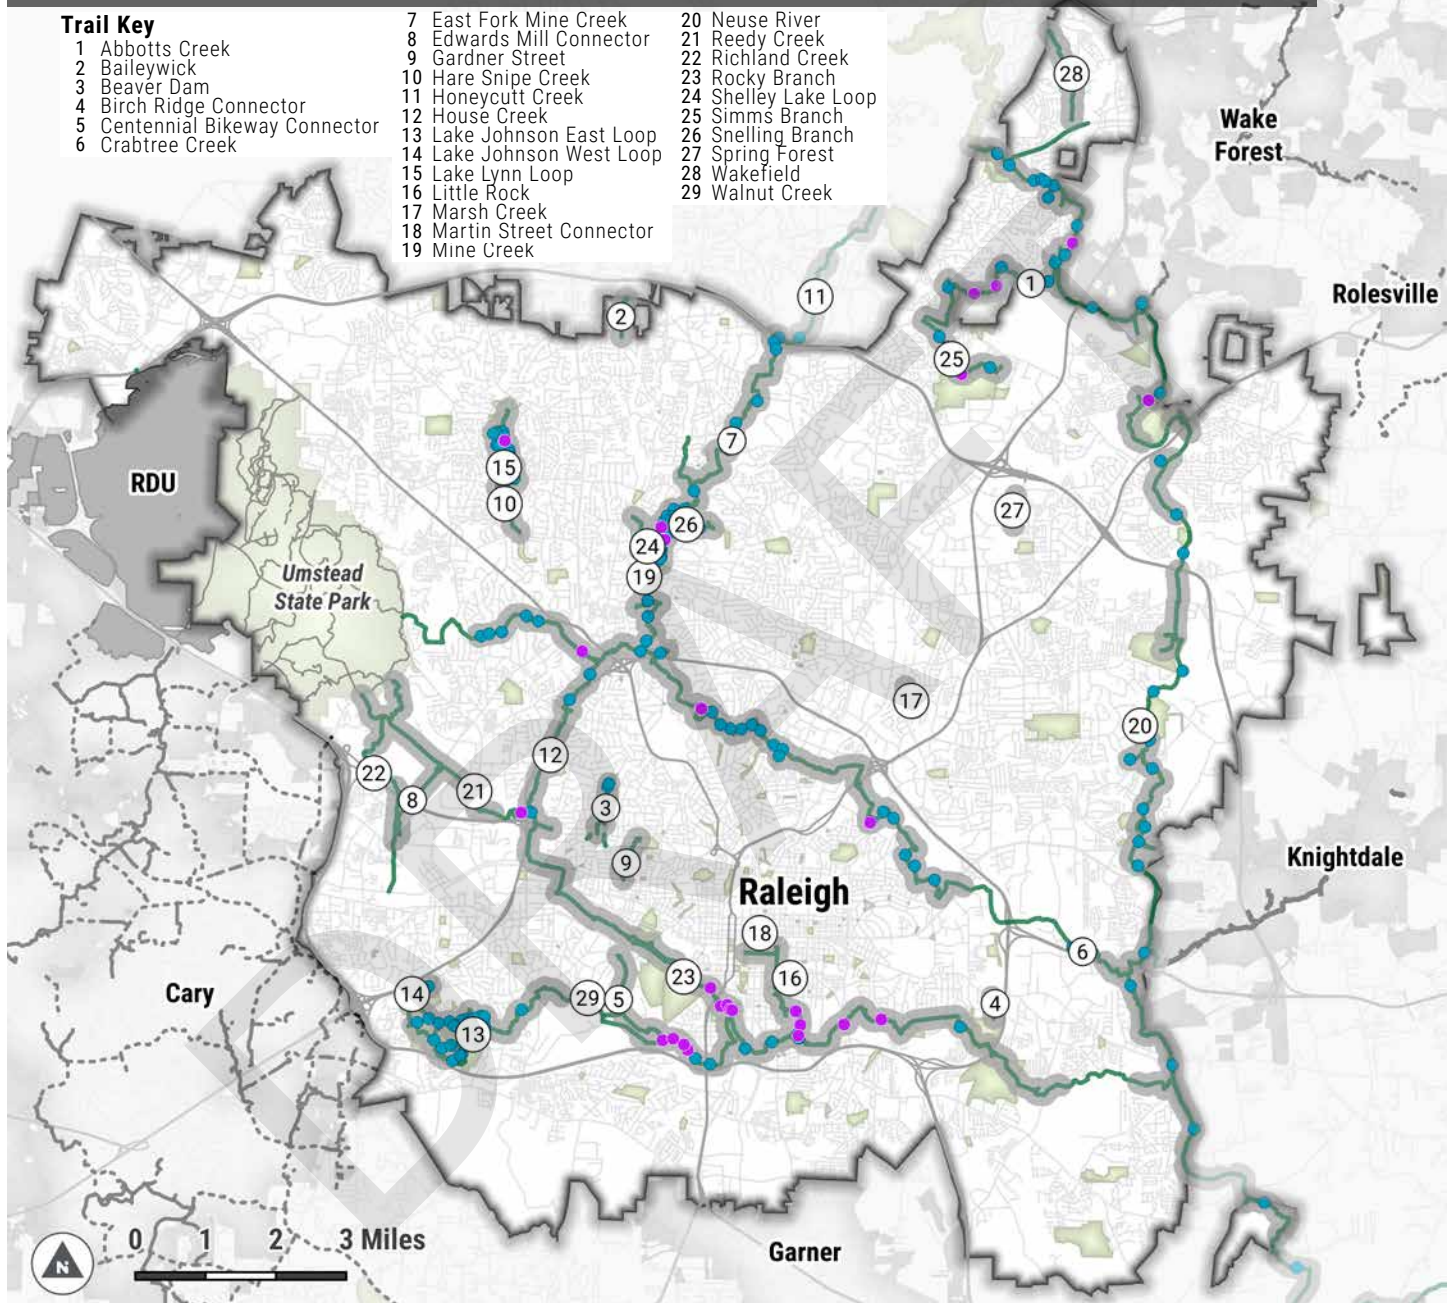 Trail Key
1 Abbotts Creek
2 Baileywick
3 Beaver Dam
4 Birch Ridge Connector
5 Centennial Bikeway Connector
6 Crabtree Creek
7 East Fork Mine Creek
8 Edwards Mill Connector
9 Gardner Street
10 Hare Snipe Creek
11 Honeycutt Creek
12 House Creek
13 Lake Johnson East Loop
14 Lake Johnson West Loop
15 Lake Lynn Loop
16 Little Rock
17 Marsh Creek
18 Martin Street Connector
19 Mine Creek
20 Neuse River
21 Reedy Creek
22 Richland Creek
23 Rocky Branch
24 Shelley Lake Loop
25 Simms Branch
26 Snelling Branch
27 Spring Forest
28 Wakefield
29 Walnut Creek
28
Wake
Forest
11
1
Rolesville
2
25
7
15
RDU
10
27
26
24
19
Umstead
State Park
17
20
12
22
21
8
3
9
Knightdale
Raleigh
18
6
23
16
Cary
14
29
5
4
13
DRAFT
0 1 2 3 Miles
N
Garner